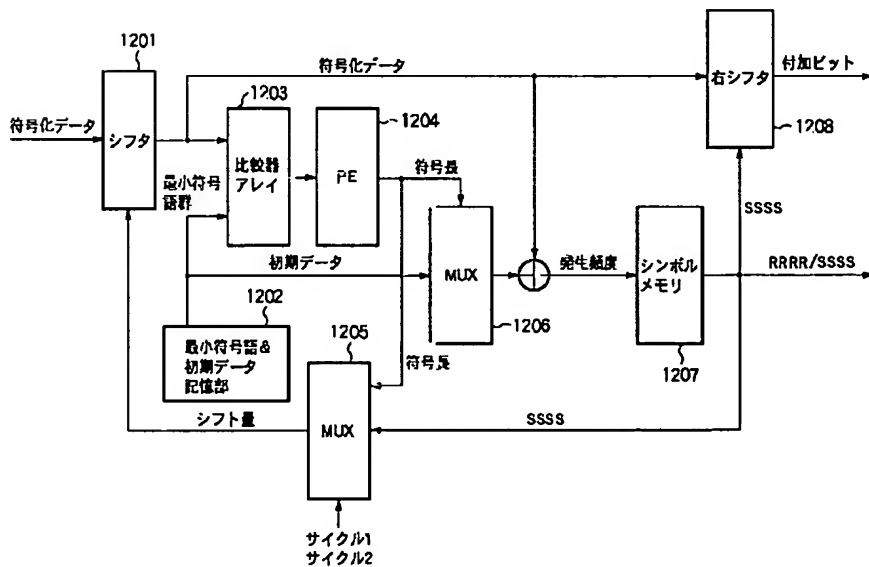 1201
符号化データ
シフタ
符号化データ
1203
比較器
アレイ
最小符号
語群
1204
PE
符号長
右シフタ
付加ビット
1208
SSSS
初期データ
MUX
1206
発生頻度
シンボル
メモリ
1207
RRRR/SSSS
1202
最小符号語&
初期データ
記憶部
1205
符号長
シフト量
MUX
SSSS
サイクル1
サイクル2